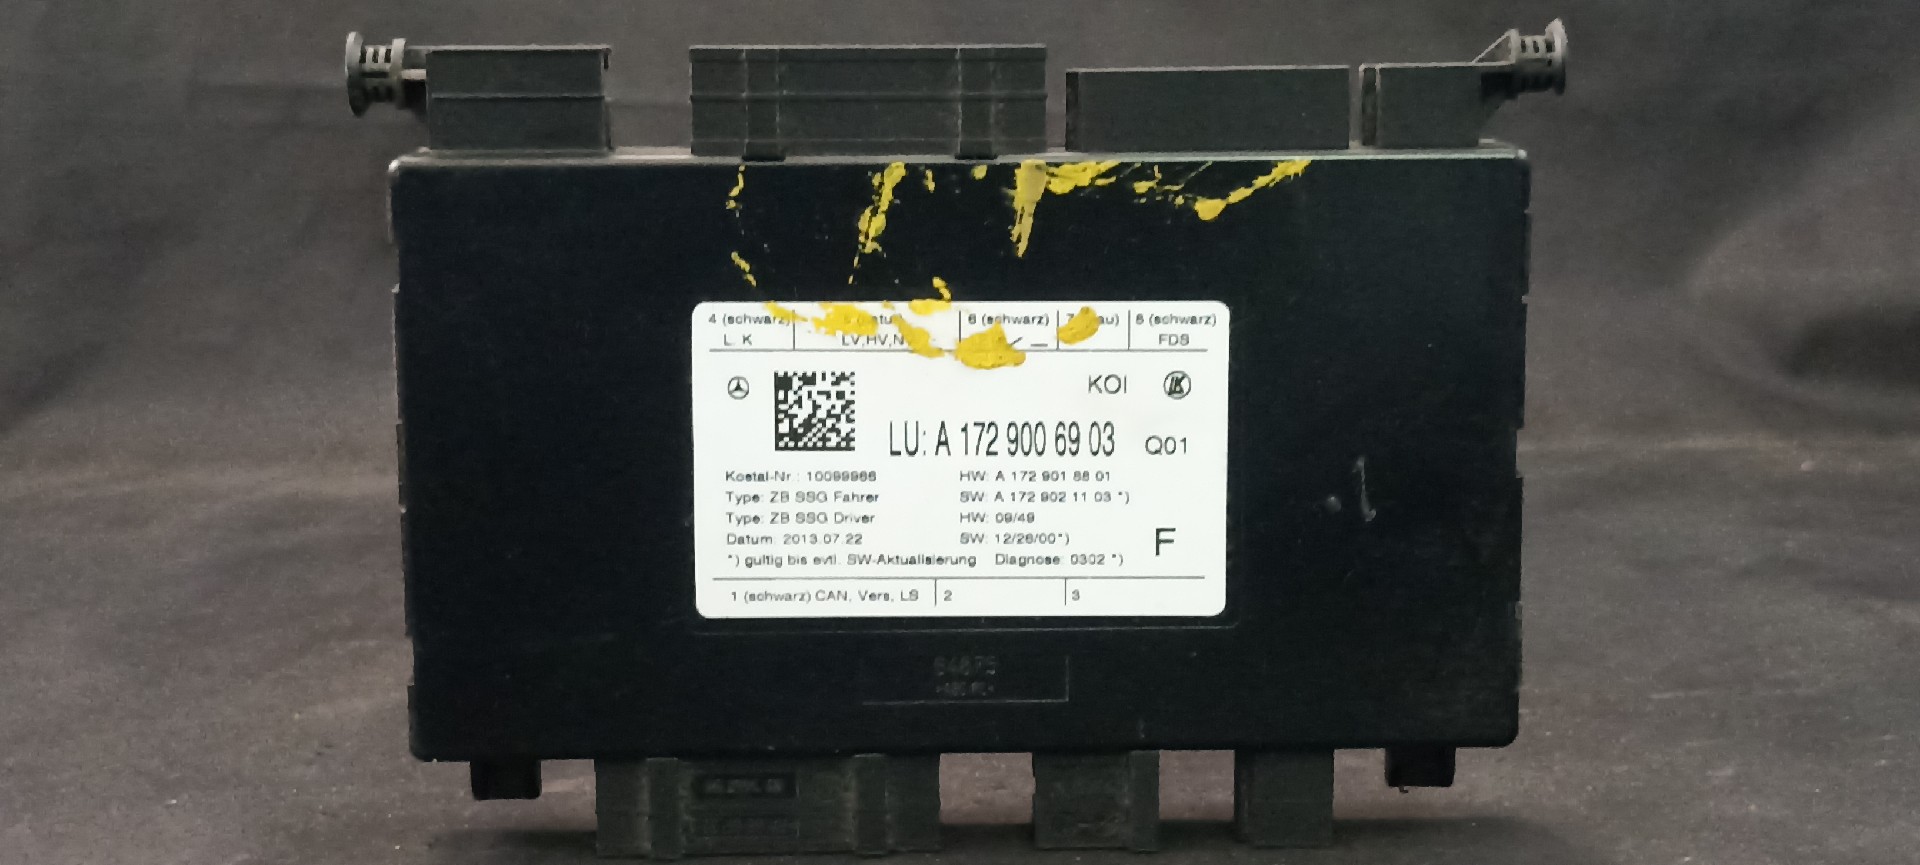 4 (schwarz) 6 (schwarz) 8 (schwarz)
L. K LV,HV,N FDS
KOI
LU: A 172 900 69 03 Q01
Kostal-Nr.: 10099966 HW: A 172 901 88 01
Type: ZB SSG Fahrer SW: A 172 902 11 03 *)
Type: ZB SSG Driver HW: 09/49
Datum: 2013.07.22 SW: 12/26/00*)
F
*) gultig bis evtl. SW-Aktualisierung Diagnose: 0302 *)
1 (schwarz) CAN, Vers, LS 2 3